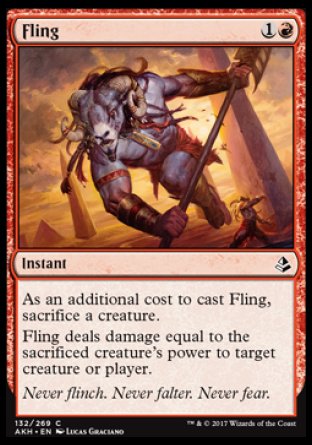 Fling 1
Instant
As an additional cost to cast Fling,
sacrifice a creature.
Fling deals damage equal to the
sacrificed creature's power to target
creature or player.
Never flinch. Never falter. Never fear.
132/269 C
AKH • EN Lucas Graciano
™ & © 2017 Wizards of the Coast